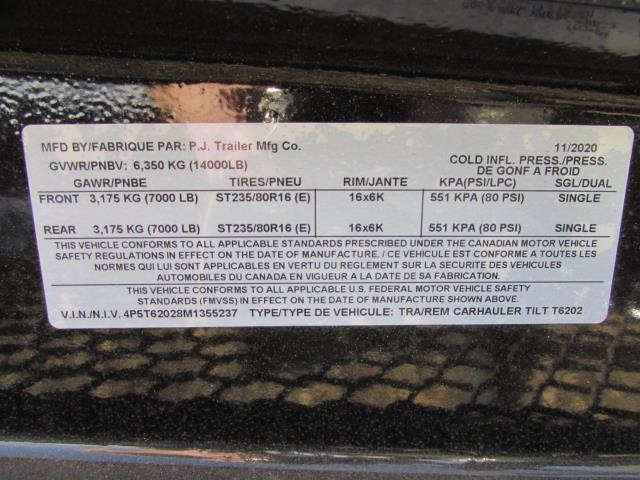 MFD BY/FABRIQUE PAR: P.J. Trailer Mfg Co. 11/2020
GVWR/PNBV: 6,350 KG (14000LB) COLD INFL. PRESS./PRESS.
DE GONF A FROID
GAWR/PNBE TIRES/PNEU RIM/JANTE KPA(PSI/LPC) SGL/DUAL
FRONT 3,175 KG (7000 LB) ST235/80R16 (E) 16x6K 551 KPA (80 PSI) SINGLE
REAR 3,175 KG (7000 LB) ST235/80R16 (E) 16x6K 551 KPA (80 PSI) SINGLE
THIS VEHICLE CONFORMS TO ALL APPLICABLE STANDARDS PRESCRIBED UNDER THE CANADIAN MOTOR VEHICLE
SAFETY REGULATIONS IN EFFECT ON THE DATE OF MANUFACTURE. / CE VEHICULE EST CONFORME A TOUTES LES
NORMES QUI LUI SONT APPLICABLES EN VERTU DU REGLEMENT SUR LA SECURITE DES VEHICULES
AUTOMOBILES DU CANADA EN VIGUEUR A LA DATE DE SA FABRICATION.
THIS VEHICLE CONFORMS TO ALL APPLICABLE U.S. FEDERAL MOTOR VEHICLE SAFETY
STANDARDS (FMVSS) IN EFFECT ON THE DATE OF MANUFACTURE SHOWN ABOVE.
V.I.N./N.I.V. 4P5T62028M1355237 TYPE/TYPE DE VEHICULE: TRA/REM CARHAULER TILT T6202